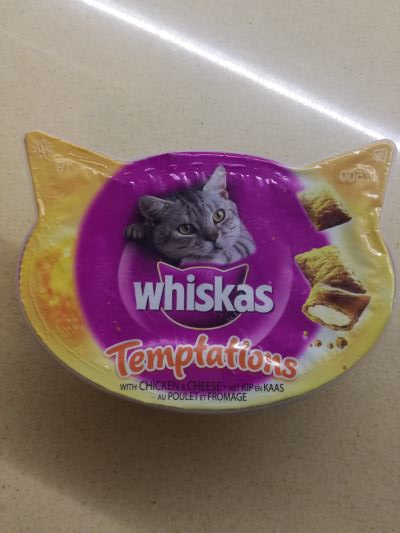 whiskas
Temptations
WITH CHICKEN & CHEESE • MET KIP EN KAAS
AU POULET ET FROMAGE